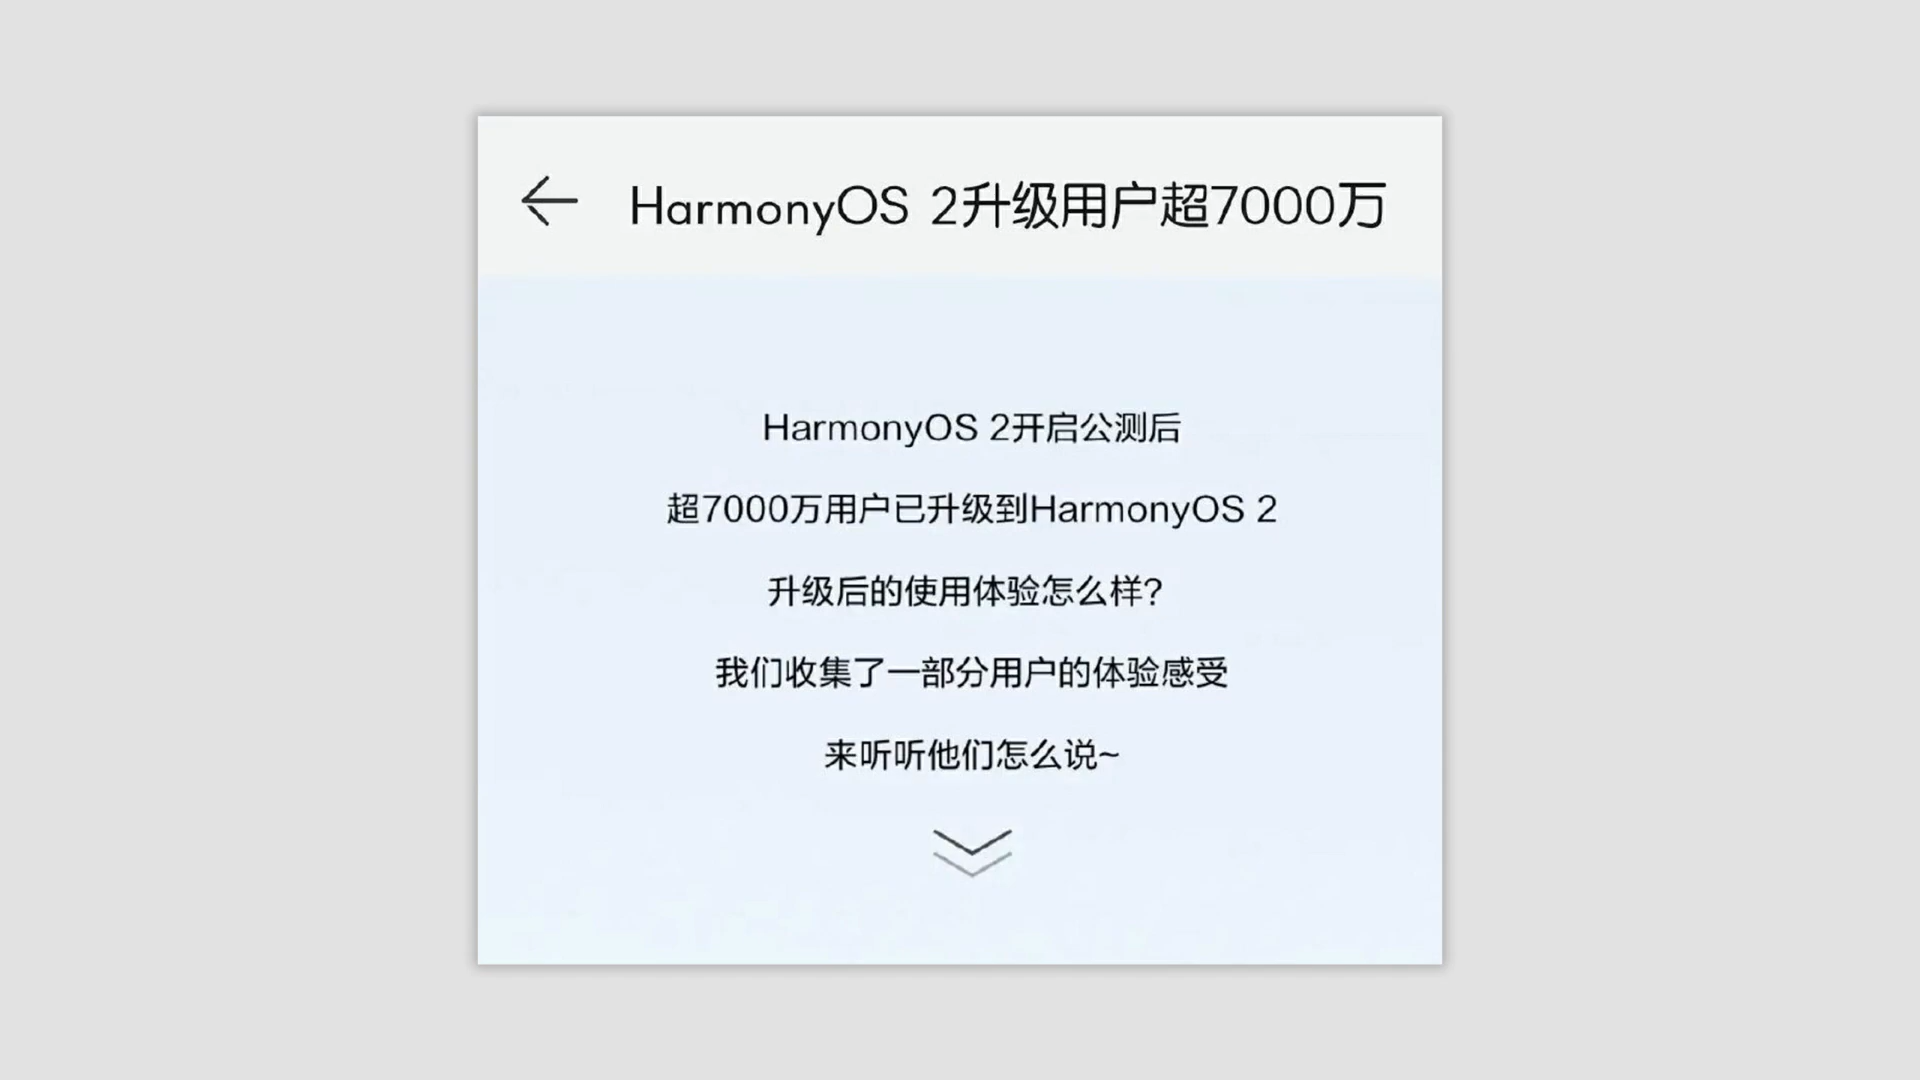 HarmonyOS 2升级用户超7000万
HarmonyOS 2开启公测后
超7000万用户已升级到HarmonyOS 2
升级后的使用体验怎么样?
我们收集了一部分用户的体验感受
来听听他们怎么说~